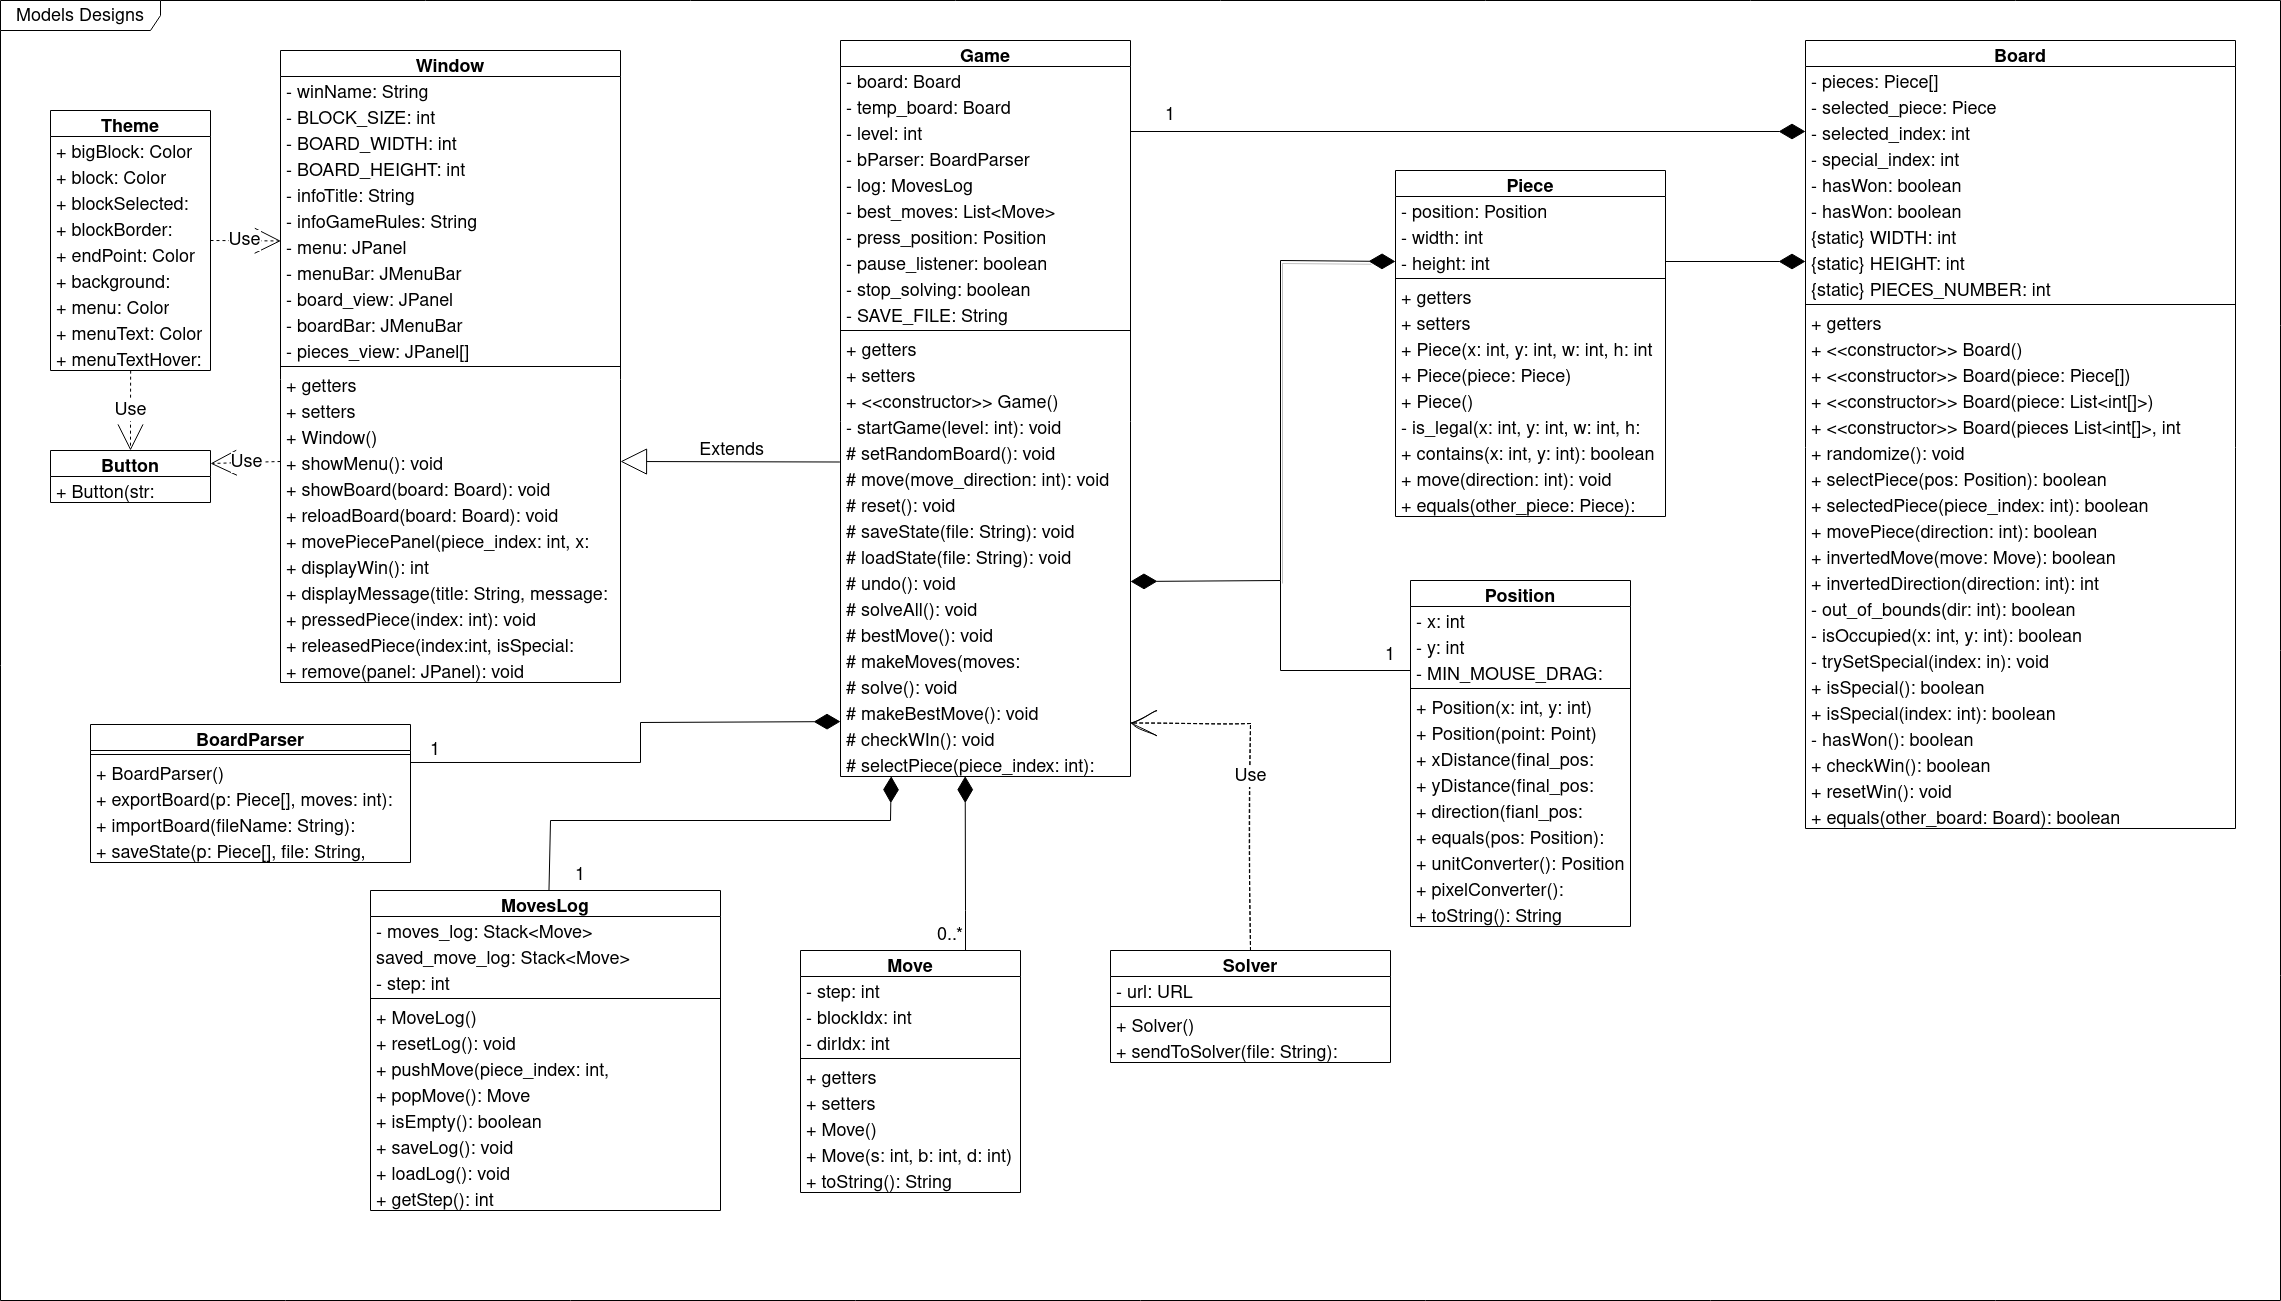 Models Designs
Theme
+ bigBlock: Color
+ block: Color
+ blockSelected:
+ blockBorder:
+ endPoint: Color
+ background:
+ menu: Color
+ menuText: Color
+ menuTextHover:
Use
Use
Button
+ Button(str:
Use
Window
- winName: String
- BLOCK_SIZE: int
- BOARD_WIDTH: int
- BOARD_HEIGHT: int
- infoTitle: String
- infoGameRules: String
- menu: JPanel
- menuBar: JMenuBar
- board_view: JPanel
- boardBar: JMenuBar
- pieces_view: JPanel[]
+ getters
+ setters
+ Window()
+ showMenu(): void
+ showBoard(board: Board): void
+ reloadBoard(board: Board): void
+ movePiecePanel(piece_index: int, x:
+ displayWin(): int
+ displayMessage(title: String, message:
+ pressedPiece(index: int): void
+ releasedPiece(index:int, isSpecial:
+ remove(panel: JPanel): void
Extends
Game
- board: Board
- temp_board: Board
- level: int
- bParser: BoardParser
- log: MovesLog
- best_moves: List<Move>
- press_position: Position
- pause_listener: boolean
- stop_solving: boolean
- SAVE_FILE: String
+ getters
+ setters
+ <<constructor>> Game()
- startGame(level: int): void
# setRandomBoard(): void
# move(move_direction: int): void
# reset(): void
# saveState(file: String): void
# loadState(file: String): void
# undo(): void
# solveAll(): void
# bestMove(): void
# makeMoves(moves:
# solve(): void
# makeBestMove(): void
# checkWIn(): void
# selectPiece(piece_index: int):
1
Piece
- position: Position
- width: int
- height: int
+ getters
+ setters
+ Piece(x: int, y: int, w: int, h: int
+ Piece(piece: Piece)
+ Piece()
- is_legal(x: int, y: int, w: int, h:
+ contains(x: int, y: int): boolean
+ move(direction: int): void
+ equals(other_piece: Piece):
Board
- pieces: Piece[]
- selected_piece: Piece
- selected_index: int
- special_index: int
- hasWon: boolean
- hasWon: boolean
{static} WIDTH: int
{static} HEIGHT: int
{static} PIECES_NUMBER: int
+ getters
+ <<constructor>> Board()
+ <<constructor>> Board(piece: Piece[])
+ <<constructor>> Board(piece: List<int[]>)
+ <<constructor>> Board(pieces List<int[]>, int
+ randomize(): void
+ selectPiece(pos: Position): boolean
+ selectedPiece(piece_index: int): boolean
+ movePiece(direction: int): boolean
+ invertedMove(move: Move): boolean
+ invertedDirection(direction: int): int
- out_of_bounds(dir: int): boolean
- isOccupied(x: int, y: int): boolean
- trySetSpecial(index: in): void
+ isSpecial(): boolean
+ isSpecial(index: int): boolean
- hasWon(): boolean
+ checkWin(): boolean
+ resetWin(): void
+ equals(other_board: Board): boolean
1
Position
- x: int
- y: int
- MIN_MOUSE_DRAG:
+ Position(x: int, y: int)
+ Position(point: Point)
+ xDistance(final_pos:
+ yDistance(final_pos:
+ direction(fianl_pos:
+ equals(pos: Position):
+ unitConverter(): Position
+ pixelConverter():
+ toString(): String
BoardParser
+ BoardParser()
+ exportBoard(p: Piece[], moves: int):
+ importBoard(fileName: String):
+ saveState(p: Piece[], file: String,
1
1
MovesLog
- moves_log: Stack<Move>
saved_move_log: Stack<Move>
- step: int
+ MoveLog()
+ resetLog(): void
+ pushMove(piece_index: int,
+ popMove(): Move
+ isEmpty(): boolean
+ saveLog(): void
+ loadLog(): void
+ getStep(): int
0..*
Move
- step: int
- blockIdx: int
- dirIdx: int
+ getters
+ setters
+ Move()
+ Move(s: int, b: int, d: int)
+ toString(): String
Use
Solver
- url: URL
+ Solver()
+ sendToSolver(file: String):